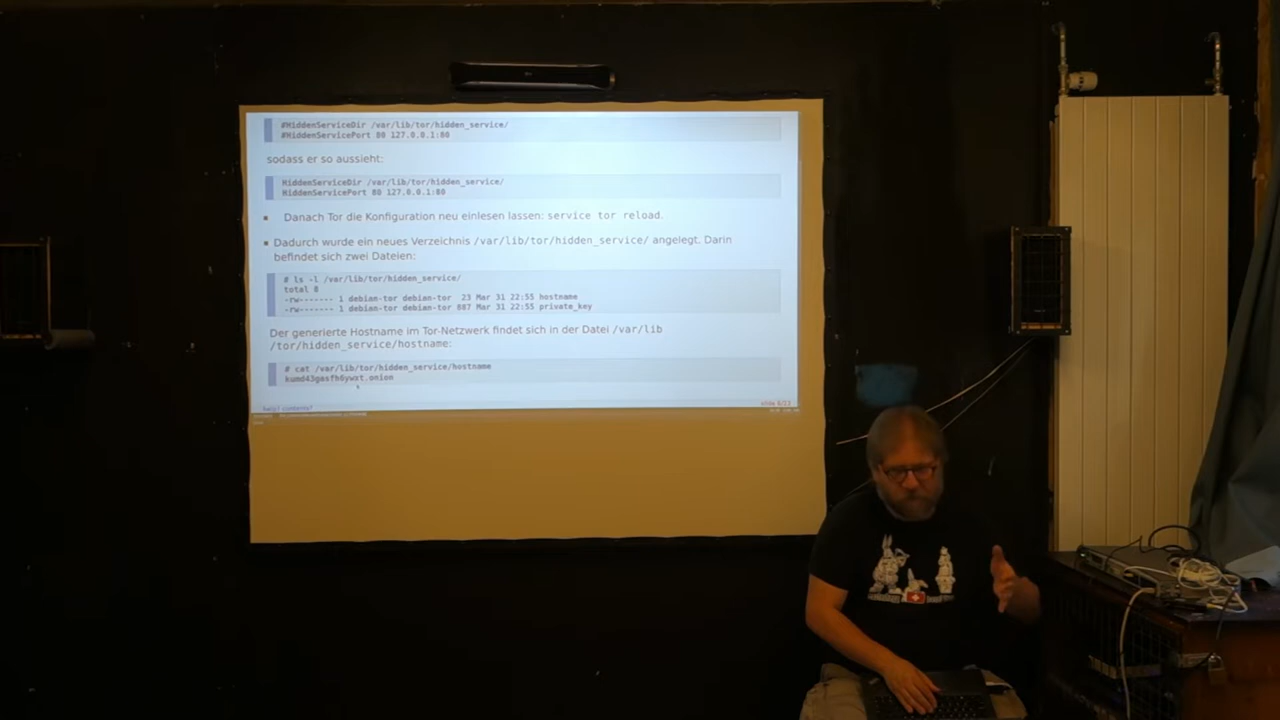 #HiddenServiceDir /var/lib/tor/hidden_service/
#HiddenServicePort 80 127.0.0.1:80
sodass er so aussieht:
HiddenServiceDir /var/lib/tor/hidden_service/
HiddenServicePort 80 127.0.0.1:80
Danach Tor die Konfiguration neu einlesen lassen: service tor reload.
Dadurch wurde ein neues Verzeichnis /var/lib/tor/hidden_service/ angelegt. Darin
befindet sich zwei Dateien:
# ls -l /var/lib/tor/hidden_service/
total 8
-rw------- 1 debian-tor debian-tor 23 Mar 31 22:55 hostname
-rw------- 1 debian-tor debian-tor 887 Mar 31 22:55 private_key
Der generierte Hostname im Tor-Netzwerk findet sich in der Datei /var/lib
/tor/hidden_service/hostname:
# cat /var/lib/tor/hidden_service/hostname
help? contents?